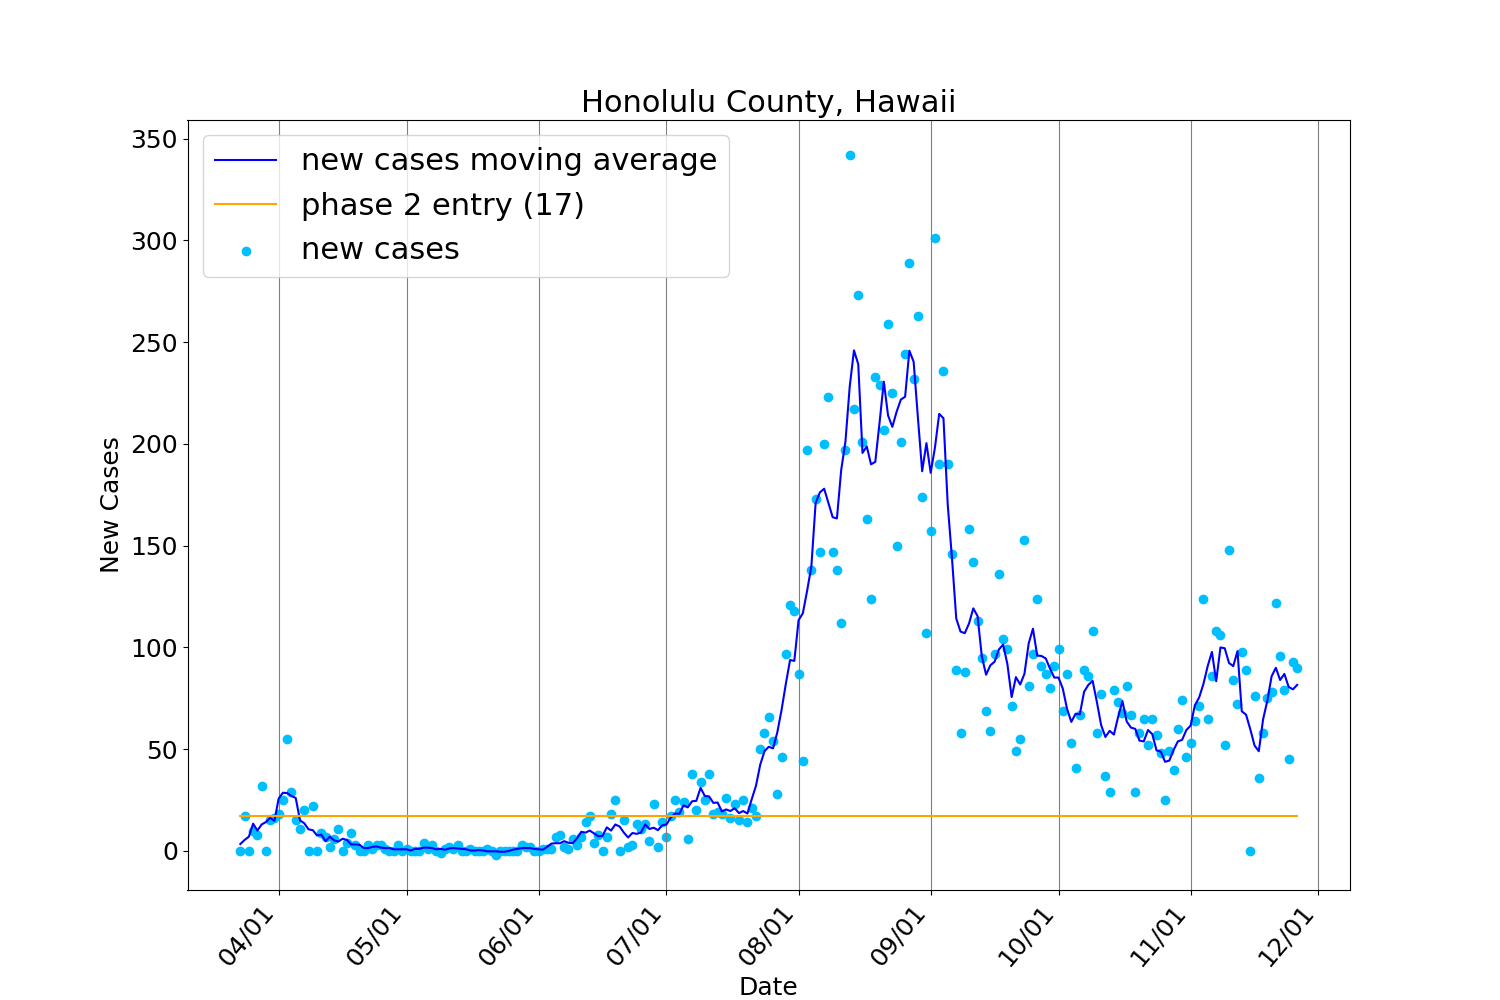 Honolulu County, Hawaii
new cases moving average
phase 2 entry (17)
new cases
350
300
250
200
150
100
50
0
New Cases
04/01
05/01
06/01
07/01
08/01
09/01
10/01
11/01
12/01
Date